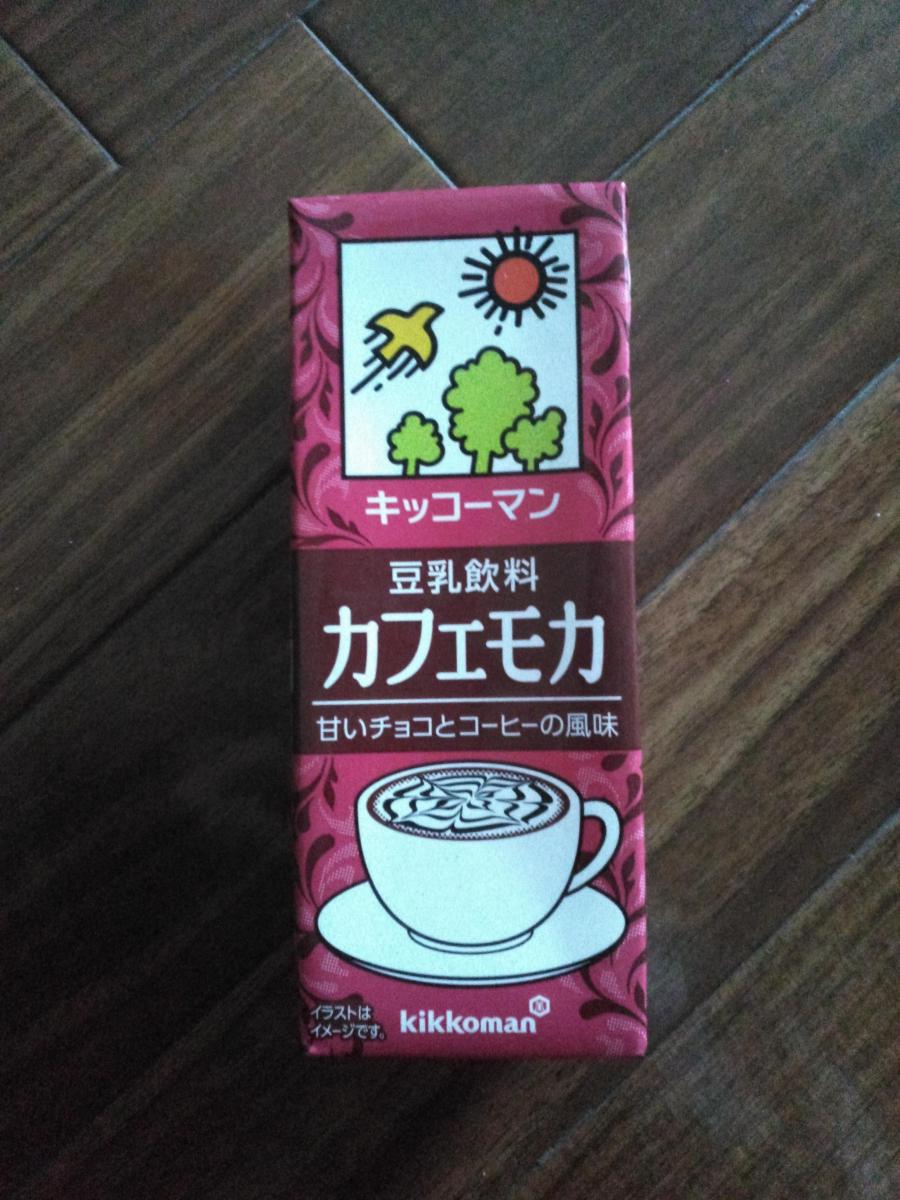 キッコーマン
豆乳飲料
カフェモカ
甘いチョコとコーヒーの風味
イラストは
イメージです。
kikkoman